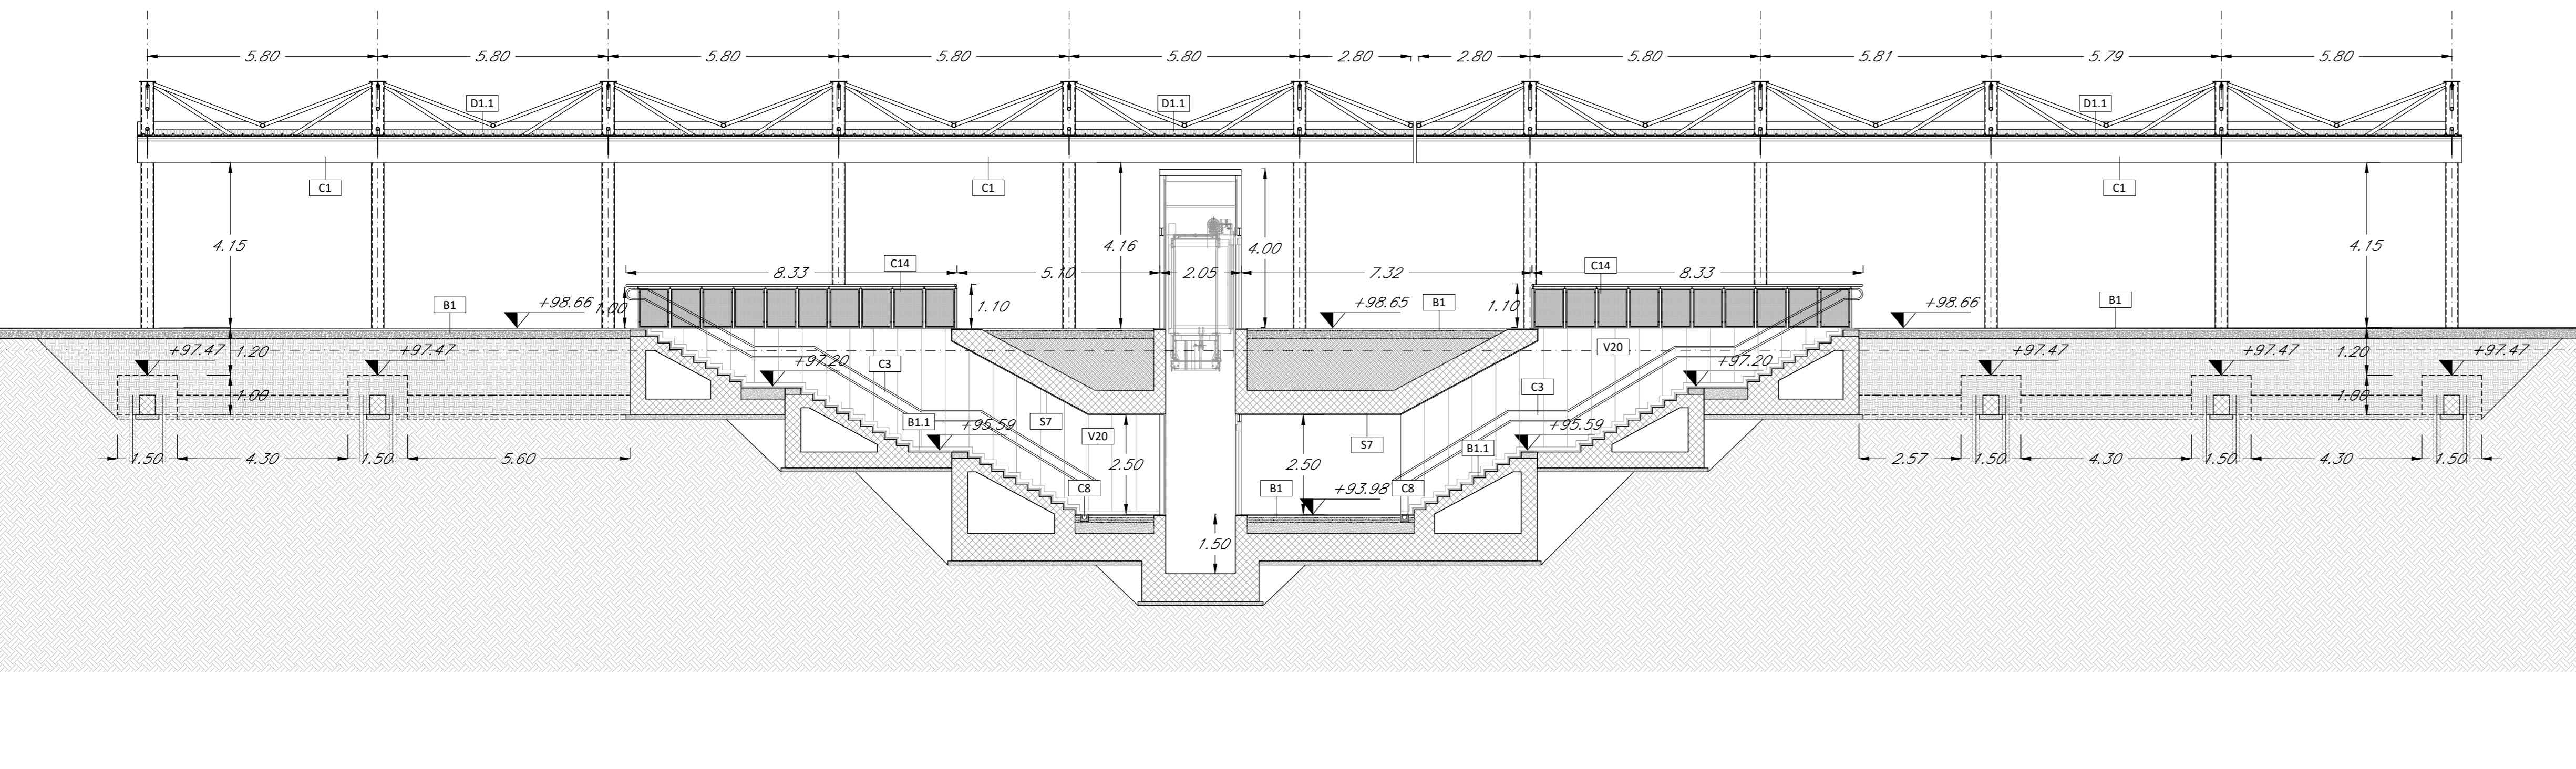 5.80 5.80 5.80 5.80 5.80 2.80 2.80 5.80 5.81 5.79 5.80
D1.1 D1.1 D1.1
C1 C1 C1
4.15 4.16 4.00 4.15
8.33 C14 5.10 2.05 7.32 C14 8.33
B1 +98.66 1.00 1.10 +98.65 B1 1.10 +98.66 B1
+97.47 1.20 +97.47 +97.20 C3 V20 +97.20 +97.47 +97.47 1.20 +97.47
1.00 C3 1.00
B1.1 +95.59 S7 V20 S7 B1.1 +95.59
1.50 4.30 1.50 5.60 2.50 2.50 2.57 1.50 4.30 1.50 4.30 1.50
C8 B1 +93.98 C8
1.50